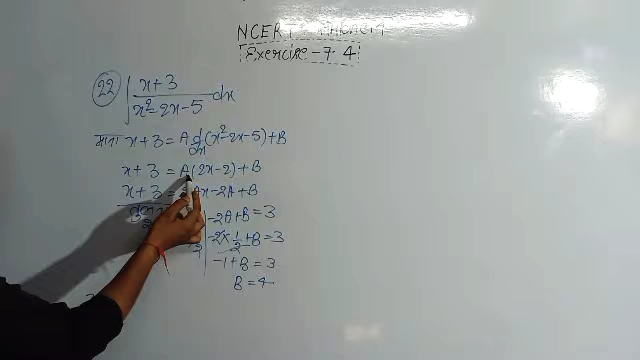 NCERT -
Exercise - 7.4
22 ∫ x+3 / x²-2x-5 dx
माना x+3 = A d/dx (x²-2x-5)+B
x+3 = A(2x-2)+B
x+3 = 2Ax-2A+B
-2A+B = 3
-2× 1/2 +B = 3
-1+B = 3
B = 4